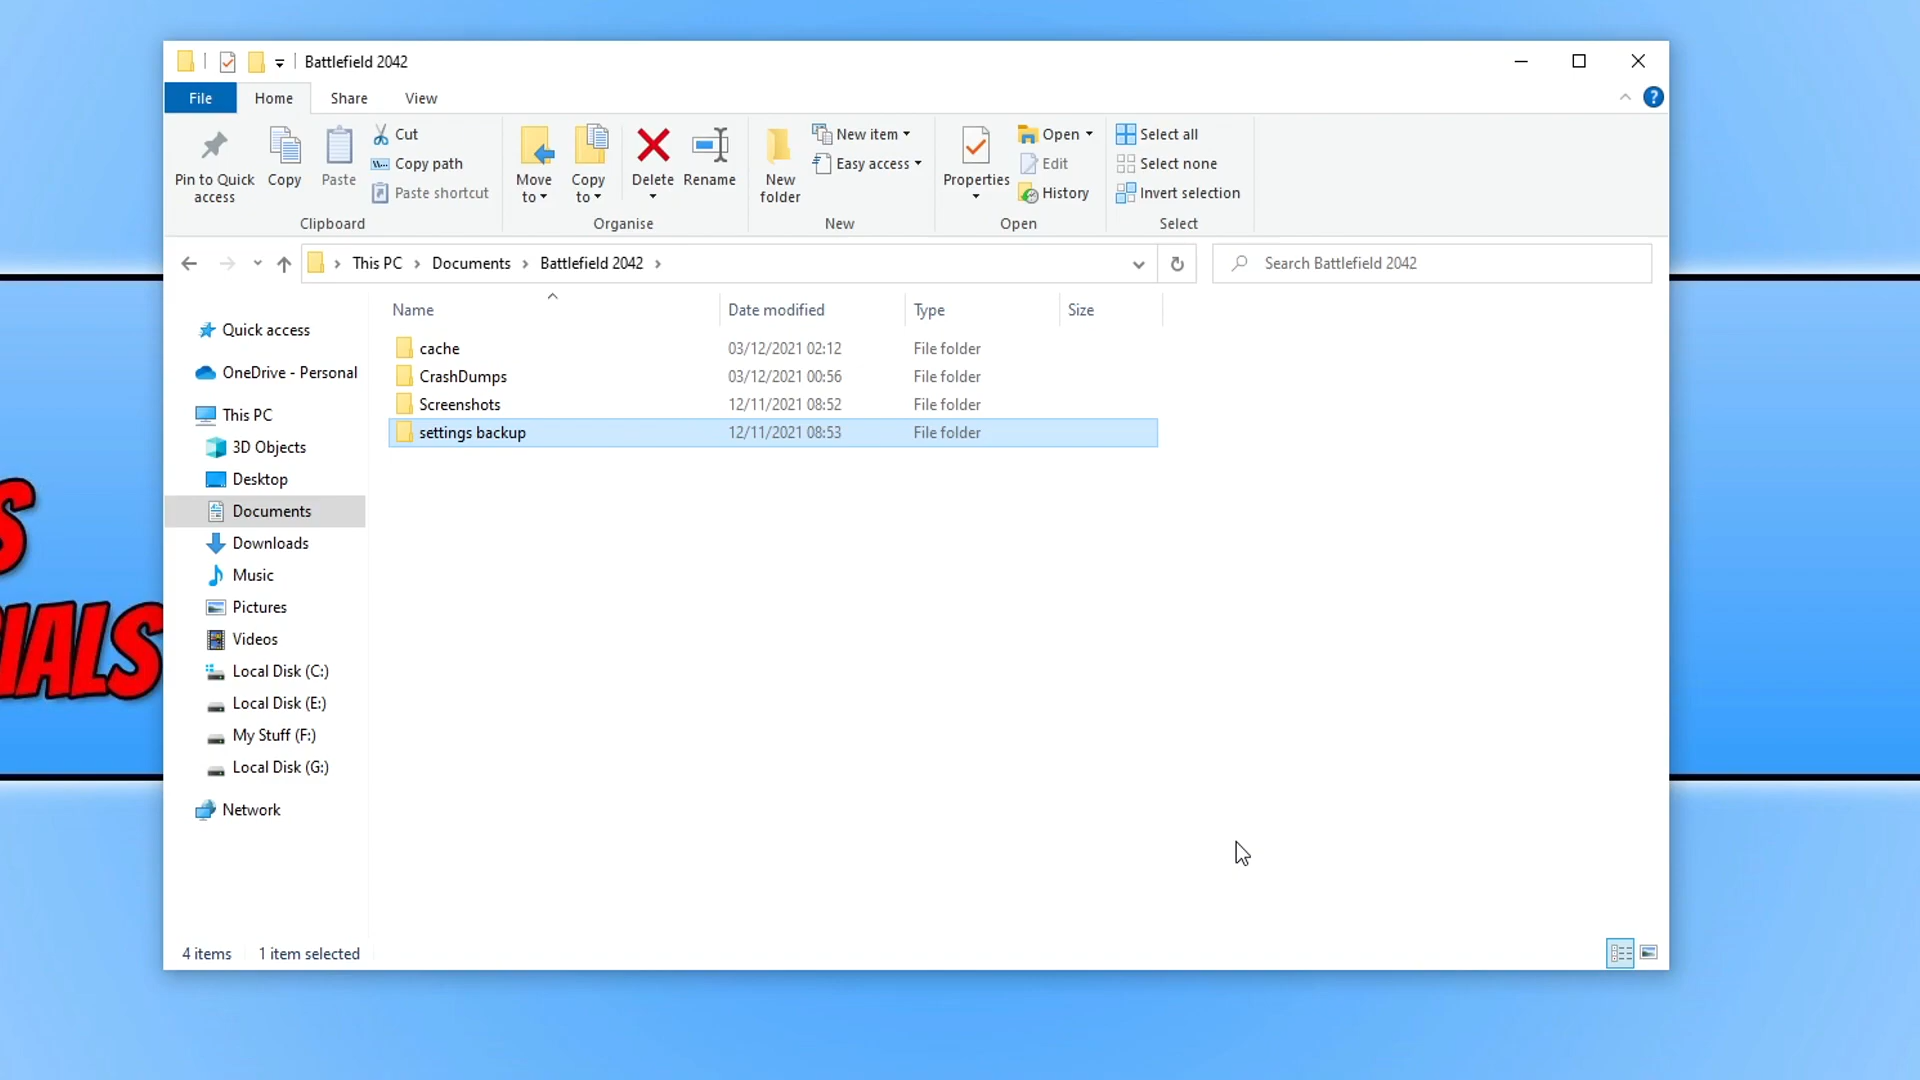 Battlefield 2042
File Home Share View
Pin to Quick access
Copy
Paste
Cut
Copy path
Paste shortcut
Clipboard
Move to
Copy to
Delete
Rename
Organise
New folder
New item
Easy access
New
Properties
Open
Edit
History
Open
Select all
Select none
Invert selection
Select
This PC > Documents > Battlefield 2042 >
Search Battlefield 2042
Quick access
OneDrive - Personal
This PC
3D Objects
Desktop
Documents
Downloads
Music
Pictures
Videos
Local Disk (C:)
Local Disk (E:)
My Stuff (F:)
Local Disk (G:)
Network
Name Date modified Type Size
cache 03/12/2021 02:12 File folder
CrashDumps 03/12/2021 00:56 File folder
Screenshots 12/11/2021 08:52 File folder
settings backup 12/11/2021 08:53 File folder
4 items 1 item selected
S
IALS